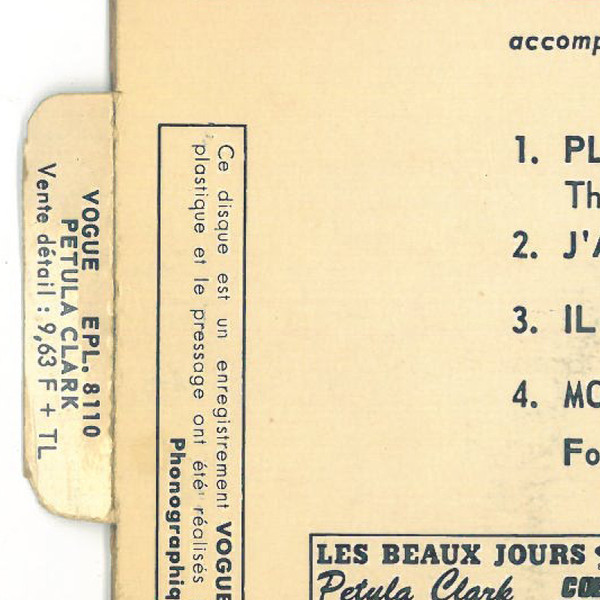 VOGUE EPL. 8110
PETULA CLARK
Vente détail : 9,63 F + TL
Ce disque est un enregistrement VOGUE
plastique et le pressage ont été réalisés
Phonographiq
accomp
1. PL
Th
2. J'A
3. IL
4. MO
Fo
LES BEAUX JOURS
Petula Clark